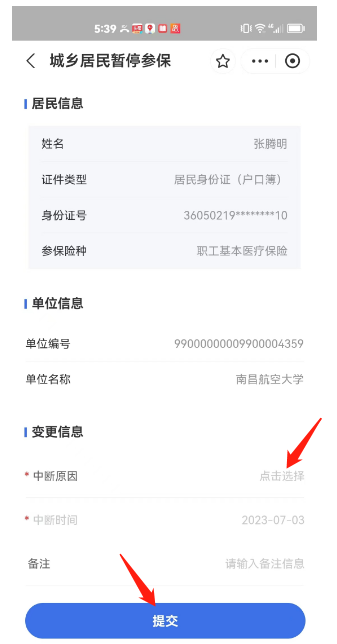 5:39
城乡居民暂停参保
居民信息
姓名 张腾明
证件类型 居民身份证（户口簿）
身份证号 36050219********10
参保险种 职工基本医疗保险
单位信息
单位编号 99000000009900004359
单位名称 南昌航空大学
变更信息
* 中断原因 点击选择
* 中断时间 2023-07-03
备注 请输入备注信息
提交